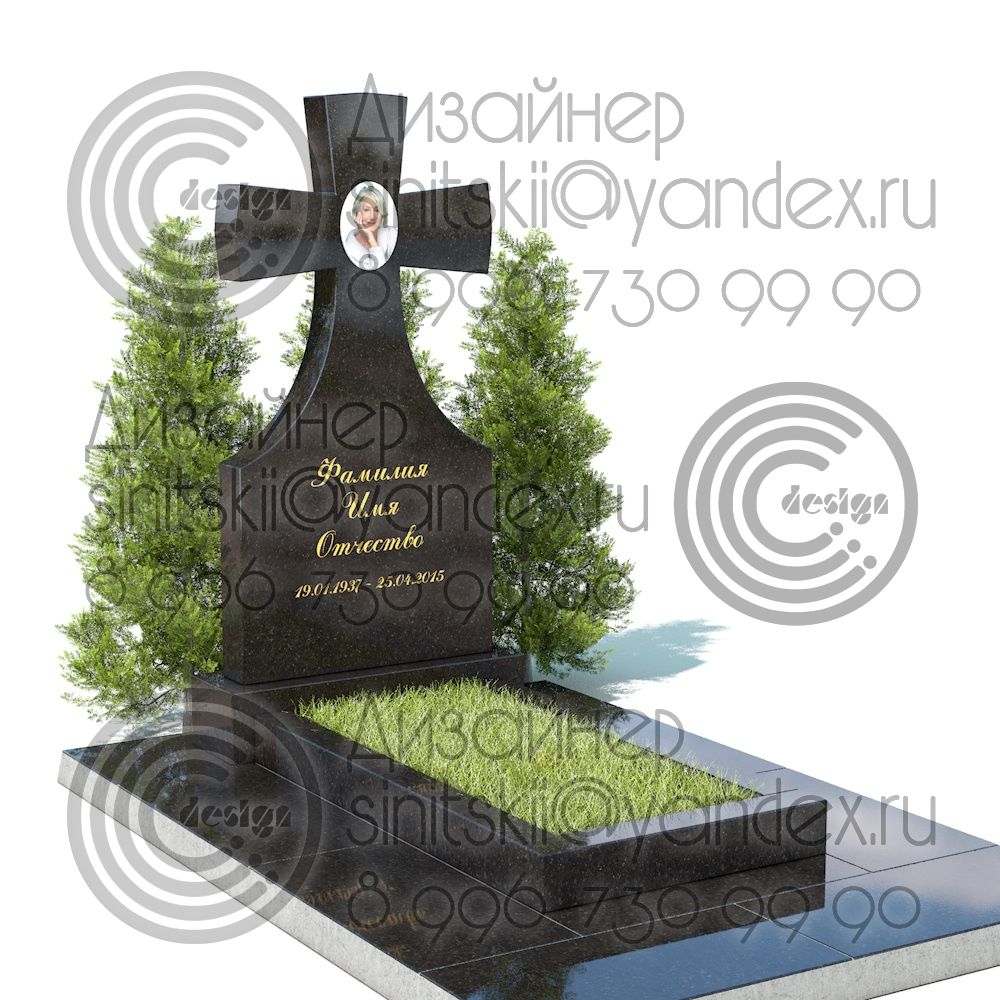 Дизайнер
design
sinitskii@yandex.ru
8 996 730 99 90
Дизайнер
Фамилия
sinitskii@yandex.ru
design
Имя
Отчество
8 996 730 99 90
19.01.1937 - 25.04.2015
Дизайнер
design
sinitskii@yandex.ru
8 996 730 99 90